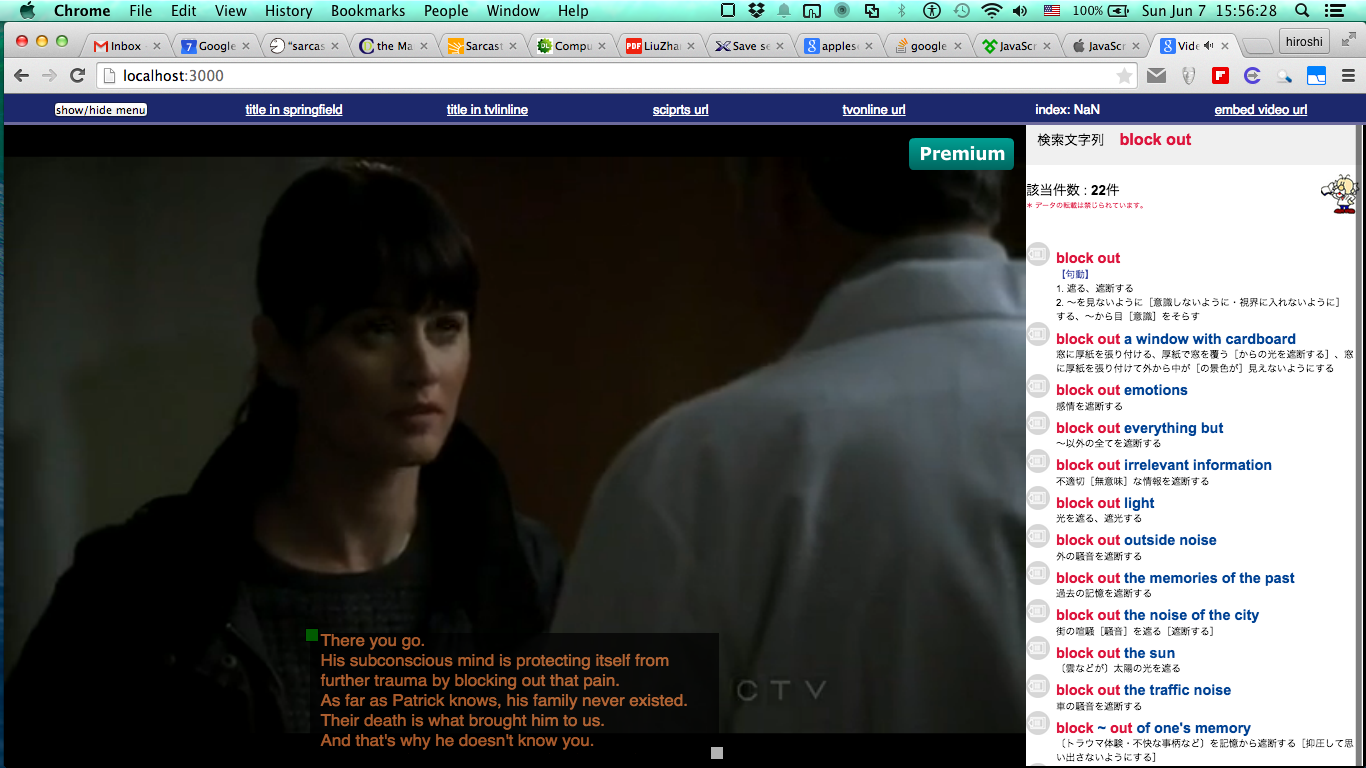 Chrome File Edit View History Bookmarks People Window Help 100% Sun Jun 7 15:56:28
Inbox Google "sarcas the Ma Sarcast Compu LiuZhar Save se applesc google JavaScr JavaScr Vide hiroshi
localhost:3000
show/hide menu title in springfield title in tvlinline sciprts url tvonline url index: NaN embed video url
Premium
CTV
There you go.
His subconscious mind is protecting itself from
further trauma by blocking out that pain.
As far as Patrick knows, his family never existed.
Their death is what brought him to us.
And that's why he doesn't know you.
検索文字列 block out
該当件数 : 22件
＊ データの転載は禁じられています。
block out
【句動】
1. 遮る、遮断する
2. ～を見ないように［意識しないように・視界に入れないように］
する、～から目［意識］をそらす
block out a window with cardboard
窓に厚紙を張り付ける、厚紙で窓を覆う［からの光を遮断する］、窓
に厚紙を張り付けて外から中が［の景色が］見えないようにする
block out emotions
感情を遮断する
block out everything but
～以外の全てを遮断する
block out irrelevant information
不適切［無意味］な情報を遮断する
block out light
光を遮る、遮光する
block out outside noise
外の騒音を遮断する
block out the memories of the past
過去の記憶を遮断する
block out the noise of the city
街の喧騒［騒音］を遮る［遮断する］
block out the sun
〔雲などが〕太陽の光を遮る
block out the traffic noise
車の騒音を遮断する
block ~ out of one's memory
〔トラウマ体験・不快な事柄など〕を記憶から遮断する［抑圧して思
い出さないようにする］